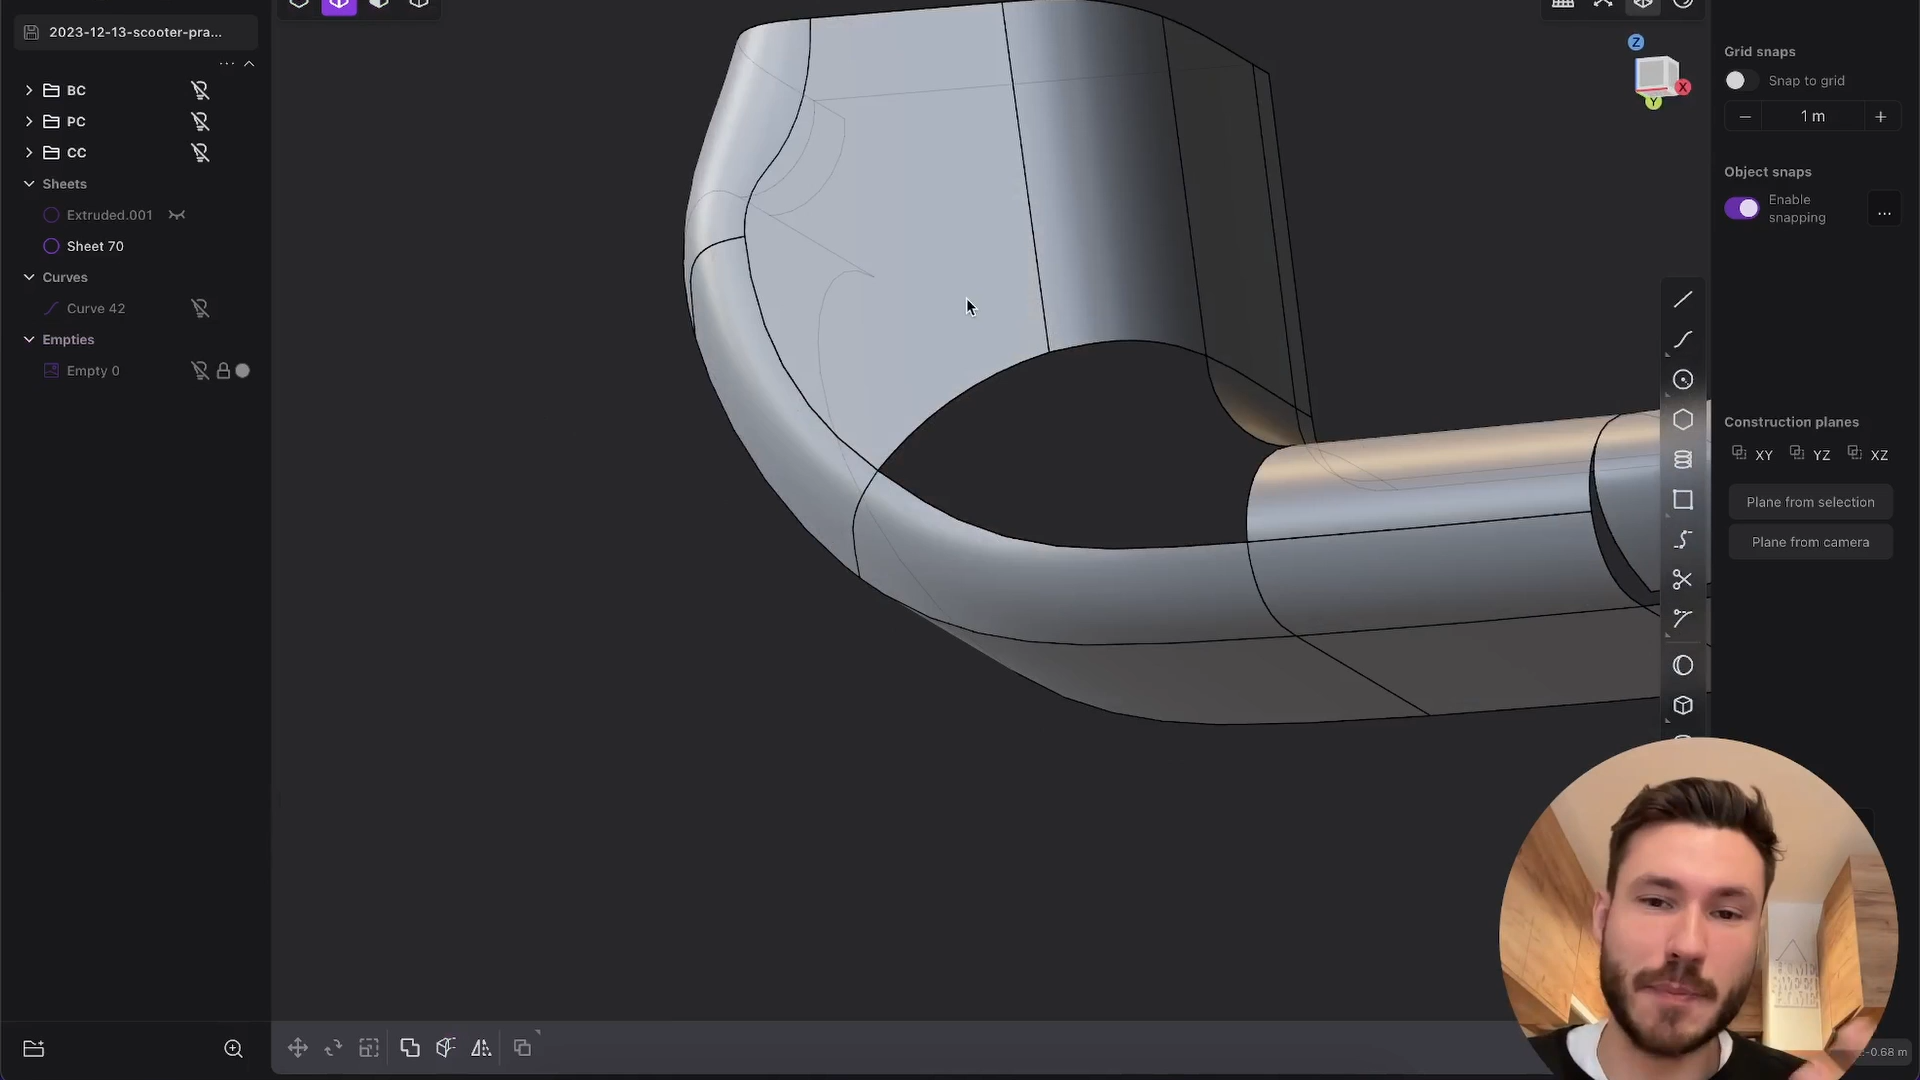 2023-12-13-scooter-pra...
BC
PC
CC
Sheets
Extruded.001
Sheet 70
Curves
Curve 42
Empties
Empty 0
Z
X
Y
Grid snaps
Snap to grid
1 m
Object snaps
Enable
snapping
...
Construction planes
XY
YZ
XZ
Plane from selection
Plane from camera
-0.68 m